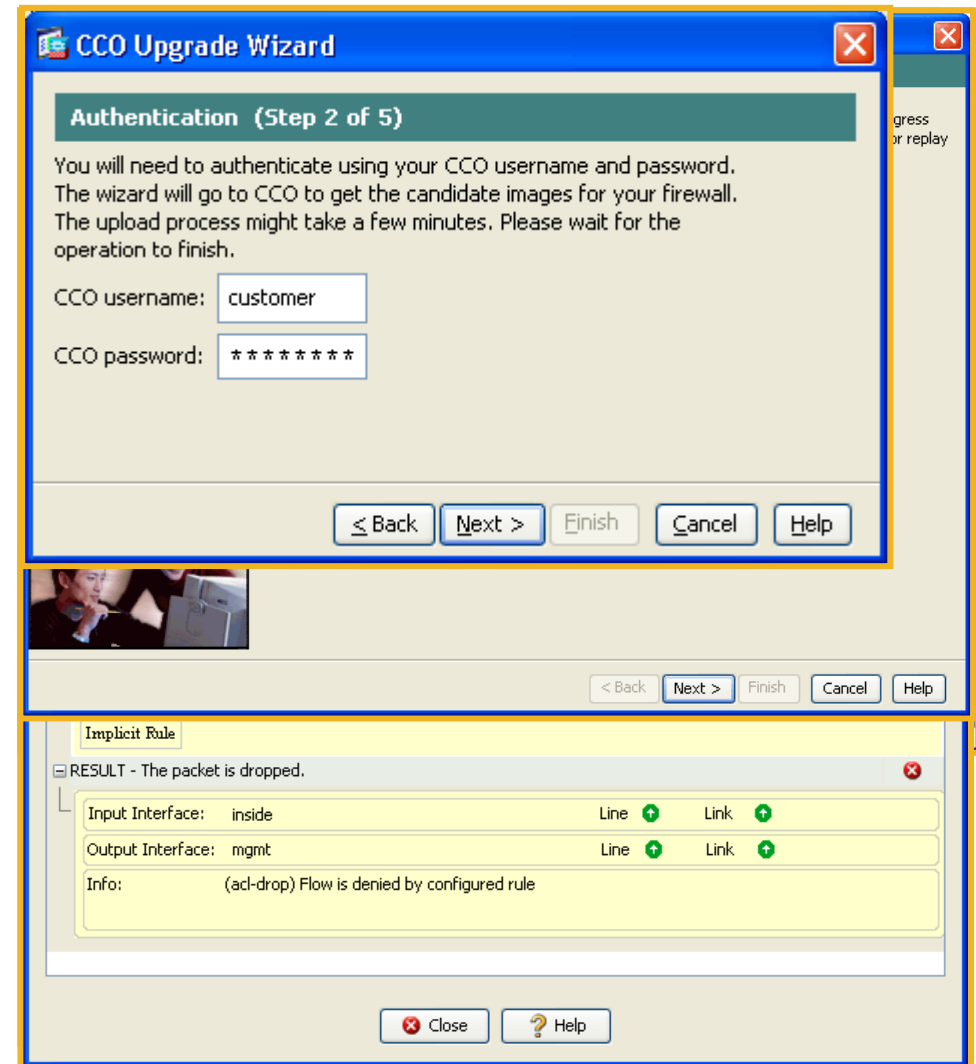 CCO Upgrade Wizard
Authentication (Step 2 of 5)
You will need to authenticate using your CCO username and password.
The wizard will go to CCO to get the candidate images for your firewall.
The upload process might take a few minutes. Please wait for the
operation to finish.
CCO username: customer
CCO password: ********
< Back Next > Finish Cancel Help
or replay
< Back Next > Finish Cancel Help
Implicit Rule
RESULT - The packet is dropped.
Input Interface: inside Line Link
Output Interface: mgmt Line Link
Info: (acl-drop) Flow is denied by configured rule
Close Help